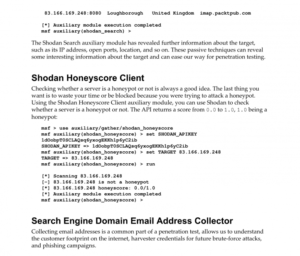 83.166.169.248:8080 Loughborough United Kingdom imap.packtpub.com
[*] Auxiliary module execution completed
msf auxiliary(shodan_search) >
The Shodan Search auxiliary module has revealed further information about the target,
such as its IP address, open ports, location, and so on. These passive techniques can reveal
some interesting information about the target and can ease our way for penetration testing.
Shodan Honeyscore Client
Checking whether a server is a honeypot or not is always a good idea. The last thing you
want is to waste your time or be blocked because you were trying to attack a honeypot.
Using the Shodan Honeyscore Client auxiliary module, you can use Shodan to check
whether a server is a honeypot or not. The API returns a score from 0.0 to 1.0, 1.0 being a
honeypot:
msf > use auxiliary/gather/shodan_honeyscore
msf auxiliary(shodan_honeyscore) > set SHODAN_APIKEY
SHODAN_APIKEY =>
msf auxiliary(shodan_honeyscore) > set TARGET 83.166.169.248
TARGET => 83.166.169.248
msf auxiliary(shodan_honeyscore) > run
[*] Scanning 83.166.169.248
[-] 83.166.169.248 is not a honeypot
[*] 83.166.169.248 honeyscore: 0.0/1.0
[*] Auxiliary module execution completed
msf auxiliary(shodan_honeyscore) >
Search Engine Domain Email Address Collector
Collecting email addresses is a common part of a penetration test, allows us to understand
the customer footprint on the internet, harvester credentials for future brute-force attacks,
and phishing campaigns.